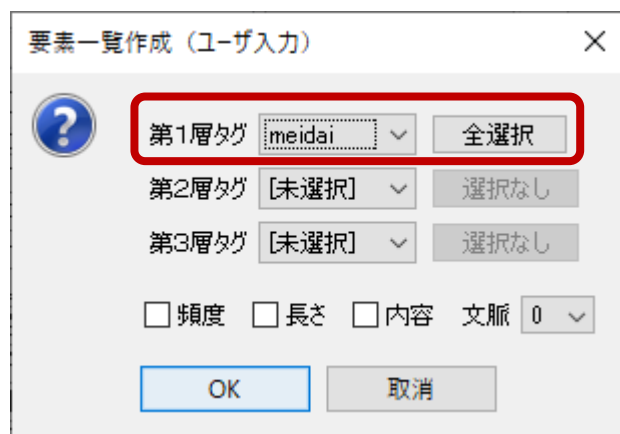 要素一覧作成（ユーザ入力）
第1層タグ meidai 全選択
第2層タグ [未選択] 選択なし
第3層タグ [未選択] 選択なし
頻度 長さ 内容 文脈 0
OK 取消